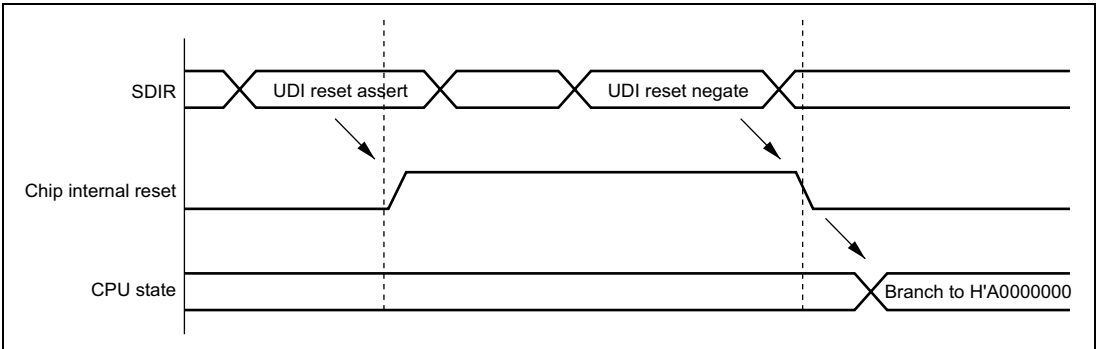 SDIR
UDI reset assert
UDI reset negate
Chip internal reset
CPU state
Branch to H'A0000000